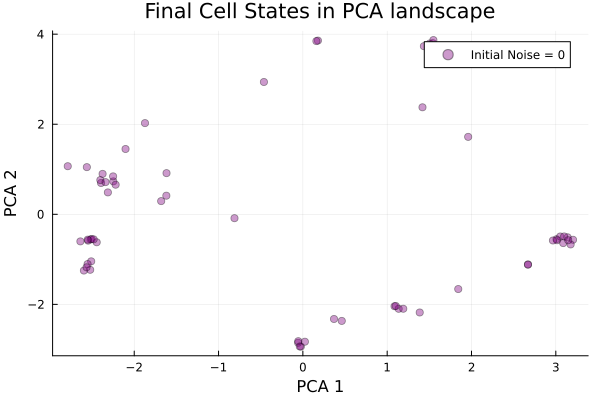 Final Cell States in PCA landscape
Initial Noise = 0
PCA 2
4
2
0
−2
−2
−1
0
1
2
3
PCA 1